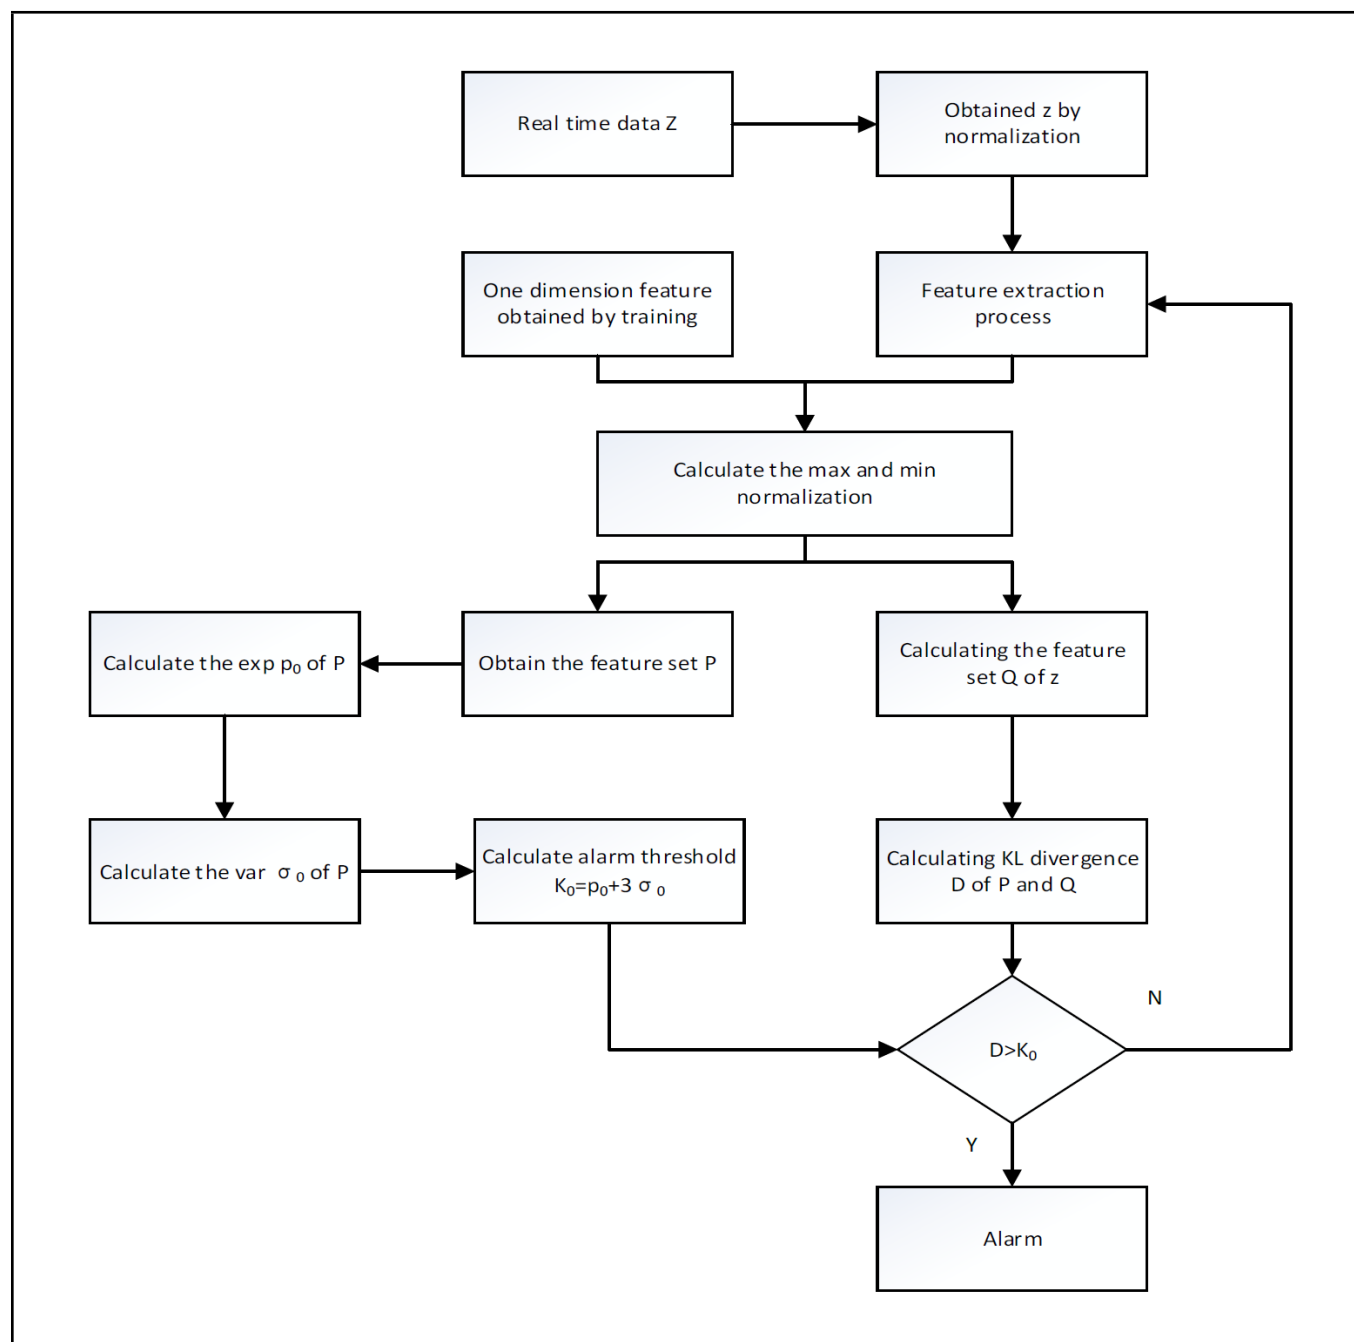 Real time data Z
Obtained z by
normalization
One dimension feature
obtained by training
Feature extraction
process
Calculate the max and min
normalization
Calculate the exp p₀ of P
Obtain the feature set P
Calculating the feature
set Q of z
Calculate the var σ₀ of P
Calculate alarm threshold
K₀=p₀+3σ₀
Calculating KL divergence
D of P and Q
N
D>K₀
Y
Alarm